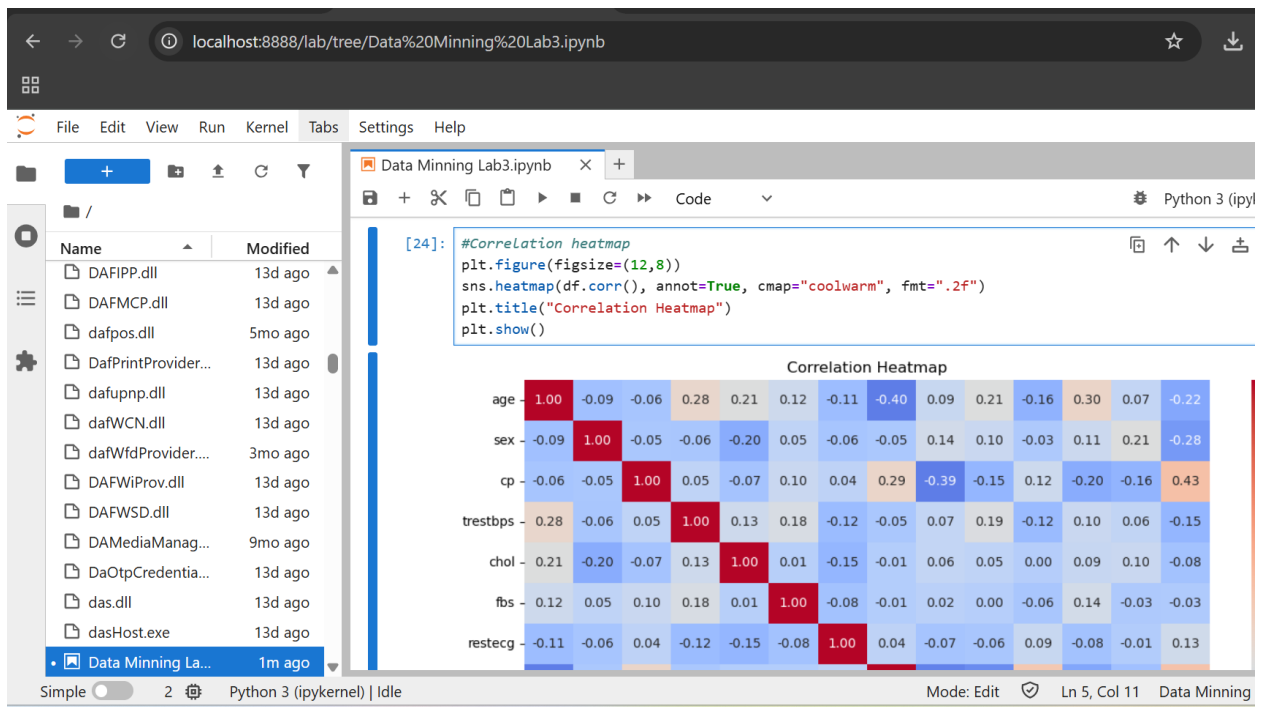 localhost:8888/lab/tree/Data%20Minning%20Lab3.ipynb
File Edit View Run Kernel Tabs Settings Help
+
/
Name Modified
DAFIPP.dll 13d ago
DAFMCP.dll 13d ago
dafpos.dll 5mo ago
DafPrintProvider... 13d ago
dafupnp.dll 13d ago
dafWCN.dll 13d ago
dafWfdProvider.... 3mo ago
DAFWiProv.dll 13d ago
DAFWSD.dll 13d ago
DAMediaManag... 9mo ago
DaOtpCredentia... 13d ago
das.dll 13d ago
dasHost.exe 13d ago
Data Minning La... 1m ago
Data Minning Lab3.ipynb
Code
Python 3 (ipyk
[24]:
#Correlation heatmap
plt.figure(figsize=(12,8))
sns.heatmap(df.corr(), annot=True, cmap="coolwarm", fmt=".2f")
plt.title("Correlation Heatmap")
plt.show()
Correlation Heatmap
age 1.00 -0.09 -0.06 0.28 0.21 0.12 -0.11 -0.40 0.09 0.21 -0.16 0.30 0.07 -0.22
sex -0.09 1.00 -0.05 -0.06 -0.20 0.05 -0.06 -0.05 0.14 0.10 -0.03 0.11 0.21 -0.28
cp -0.06 -0.05 1.00 0.05 -0.07 0.10 0.04 0.29 -0.39 -0.15 0.12 -0.20 -0.16 0.43
trestbps 0.28 -0.06 0.05 1.00 0.13 0.18 -0.12 -0.05 0.07 0.19 -0.12 0.10 0.06 -0.15
chol 0.21 -0.20 -0.07 0.13 1.00 0.01 -0.15 -0.01 0.06 0.05 0.00 0.09 0.10 -0.08
fbs 0.12 0.05 0.10 0.18 0.01 1.00 -0.08 -0.01 0.02 0.00 -0.06 0.14 -0.03 -0.03
restecg -0.11 -0.06 0.04 -0.12 -0.15 -0.08 1.00 0.04 -0.07 -0.06 0.09 -0.08 -0.01 0.13
Simple 2 Python 3 (ipykernel) | Idle
Mode: Edit Ln 5, Col 11 Data Minning